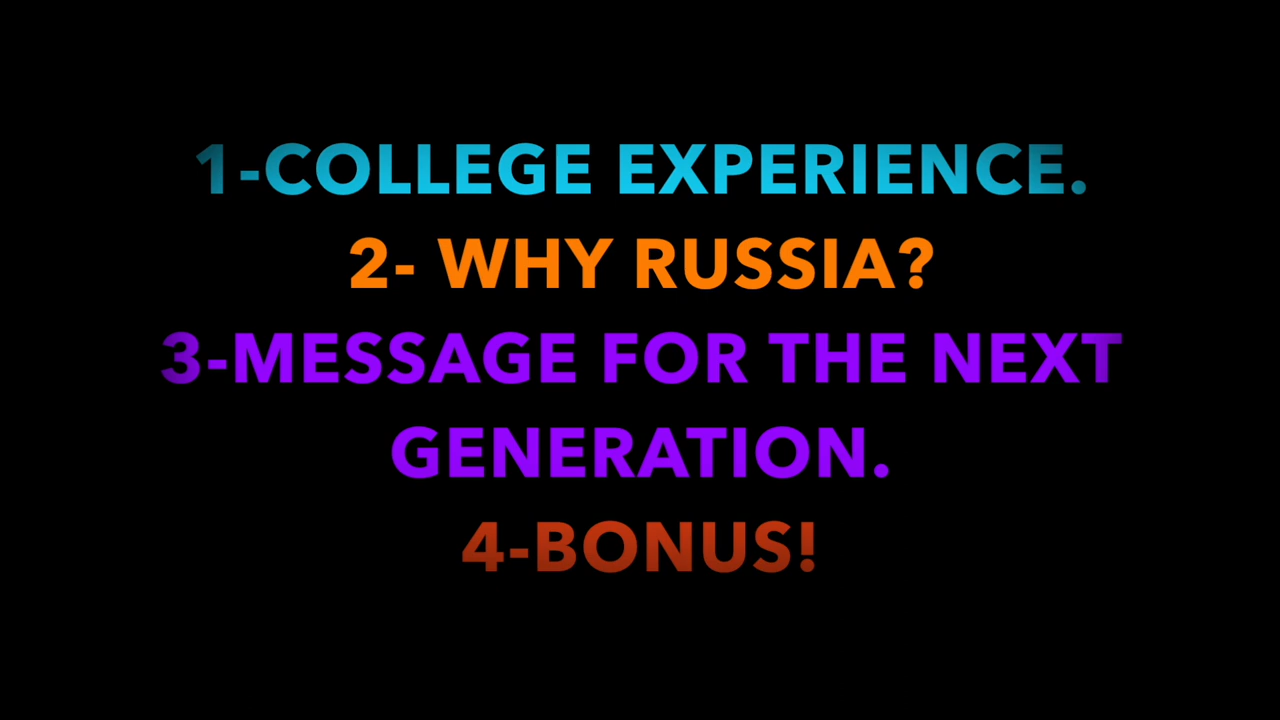 1-COLLEGE EXPERIENCE.
2- WHY RUSSIA?
3-MESSAGE FOR THE NEXT
GENERATION.
4-BONUS!